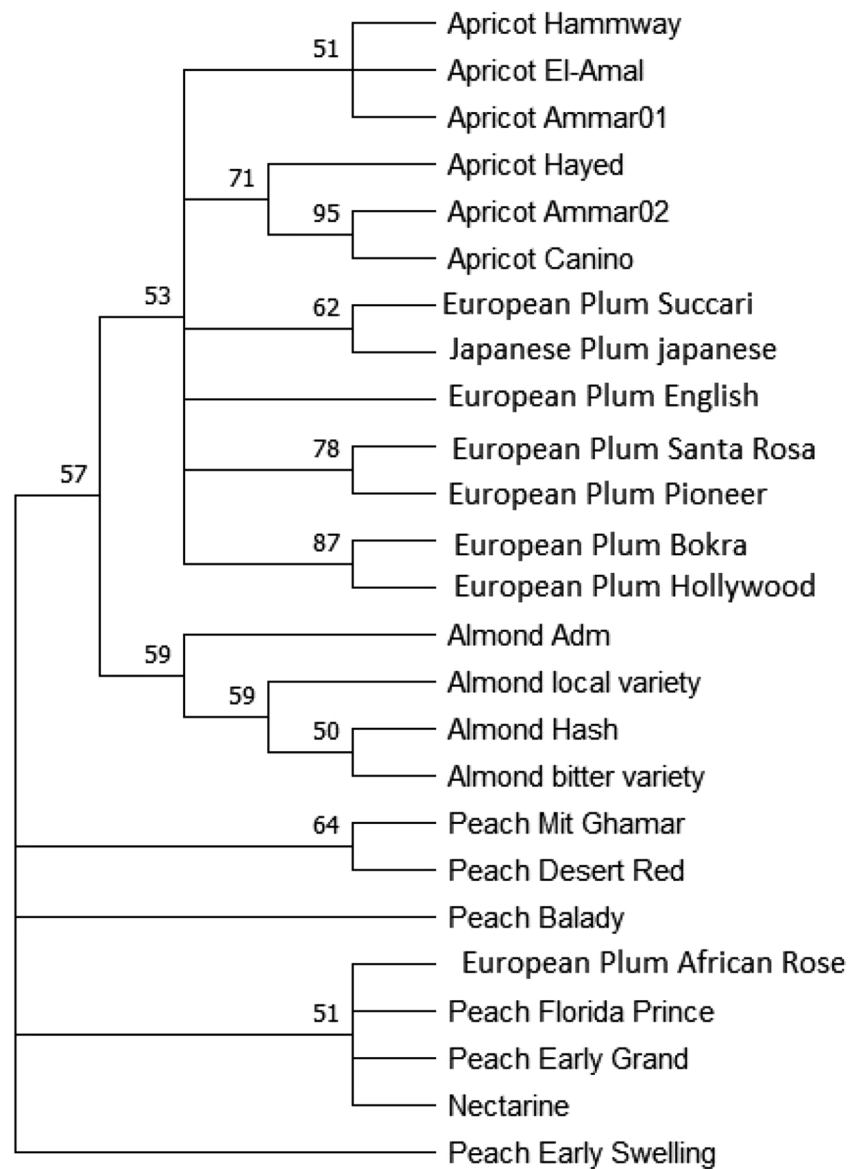 Apricot Hammway
51
Apricot El-Amal
Apricot Ammar01
Apricot Hayed
71
Apricot Ammar02
95
Apricot Canino
European Plum Succari
53
62
Japanese Plum japanese
European Plum English
European Plum Santa Rosa
78
57
European Plum Pioneer
European Plum Bokra
87
European Plum Hollywood
Almond Adm
59
Almond local variety
59
Almond Hash
50
Almond bitter variety
Peach Mit Ghamar
64
Peach Desert Red
Peach Balady
European Plum African Rose
51
Peach Florida Prince
Peach Early Grand
Nectarine
Peach Early Swelling